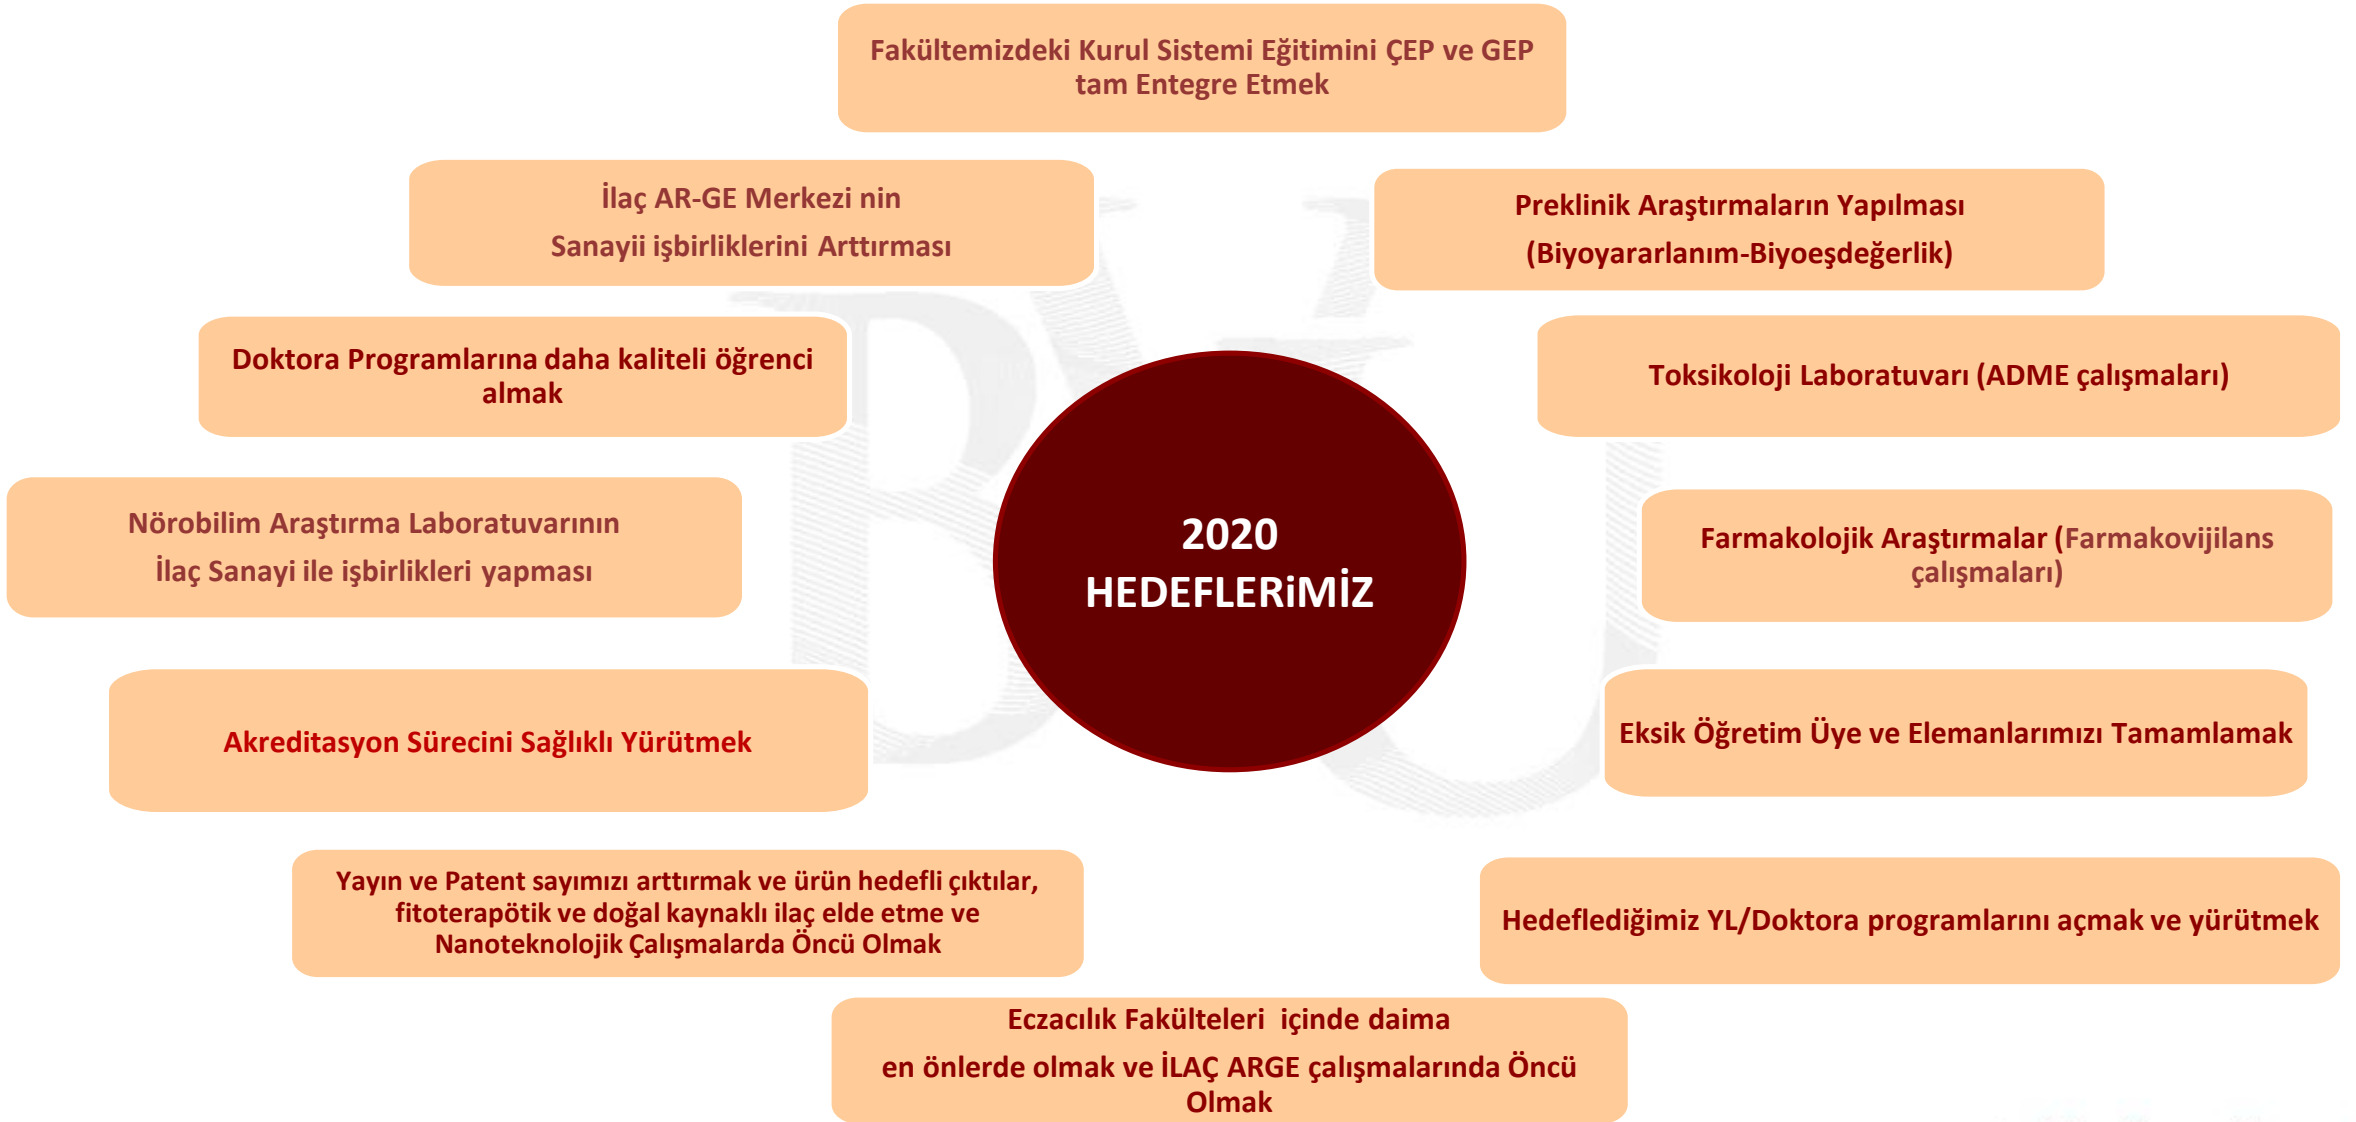 Fakültemizdeki Kurul Sistemi Eğitimini ÇEP ve GEP
tam Entegre Etmek
İlaç AR-GE Merkezi nin
Sanayii işbirliklerini Arttırması
Preklinik Araştırmaların Yapılması
(Biyoyararlanım-Biyoeşdeğerlik)
Doktora Programlarına daha kaliteli öğrenci
almak
Toksikoloji Laboratuvarı (ADME çalışmaları)
Nörobilim Araştırma Laboratuvarının
İlaç Sanayi ile işbirlikleri yapması
2020
HEDEFLERiMİZ
Farmakolojik Araştırmalar (Farmakovijilans
çalışmaları)
Akreditasyon Sürecini Sağlıklı Yürütmek
Eksik Öğretim Üye ve Elemanlarımızı Tamamlamak
Yayın ve Patent sayımızı arttırmak ve ürün hedefli çıktılar,
fitoterapötik ve doğal kaynaklı ilaç elde etme ve
Nanoteknolojik Çalışmalarda Öncü Olmak
Hedeflediğimiz YL/Doktora programlarını açmak ve yürütmek
Eczacılık Fakülteleri  içinde daima
en önlerde olmak ve İLAÇ ARGE çalışmalarında Öncü
Olmak